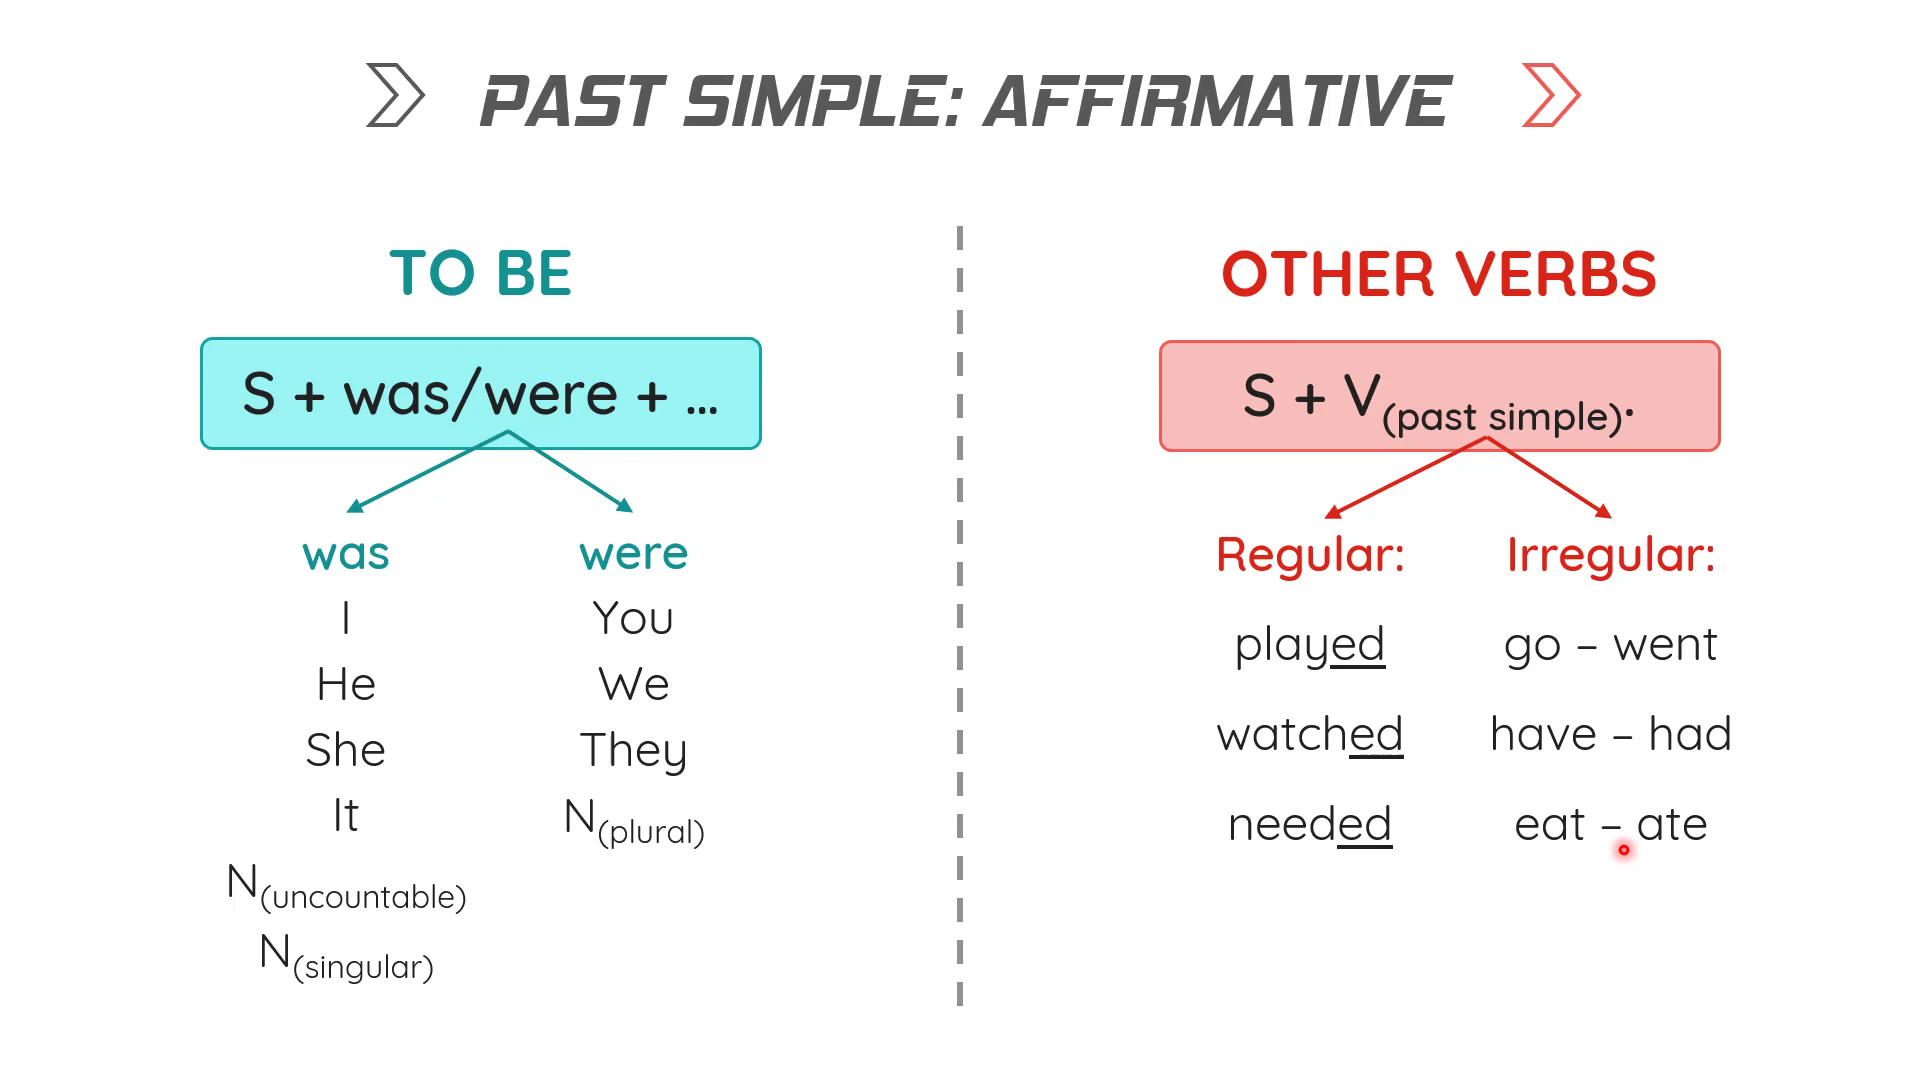 PAST SIMPLE: AFFIRMATIVE
TO BE
S + was/were + ...
was
I
He
She
It
N(uncountable)
N(singular)
were
You
We
They
N(plural)
OTHER VERBS
S + V(past simple).
Regular:
played
watched
needed
Irregular:
go – went
have – had
eat – ate